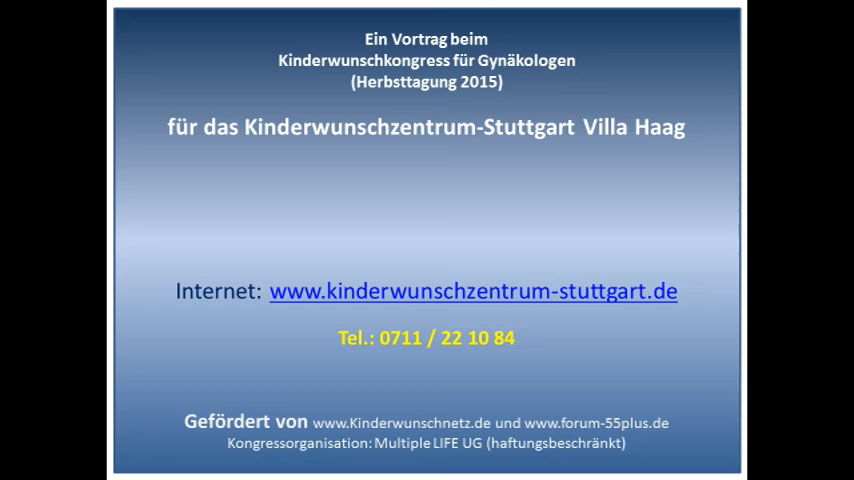 Ein Vortrag beim
Kinderwunschkongress für Gynäkologen
(Herbsttagung 2015)
für das Kinderwunschzentrum-Stuttgart Villa Haag
Internet: www.kinderwunschzentrum-stuttgart.de
Tel.: 0711 / 22 10 84
Gefördert von www.Kinderwunschnetz.de und www.forum-55plus.de
Kongressorganisation: Multiple LIFE UG (haftungsbeschränkt)